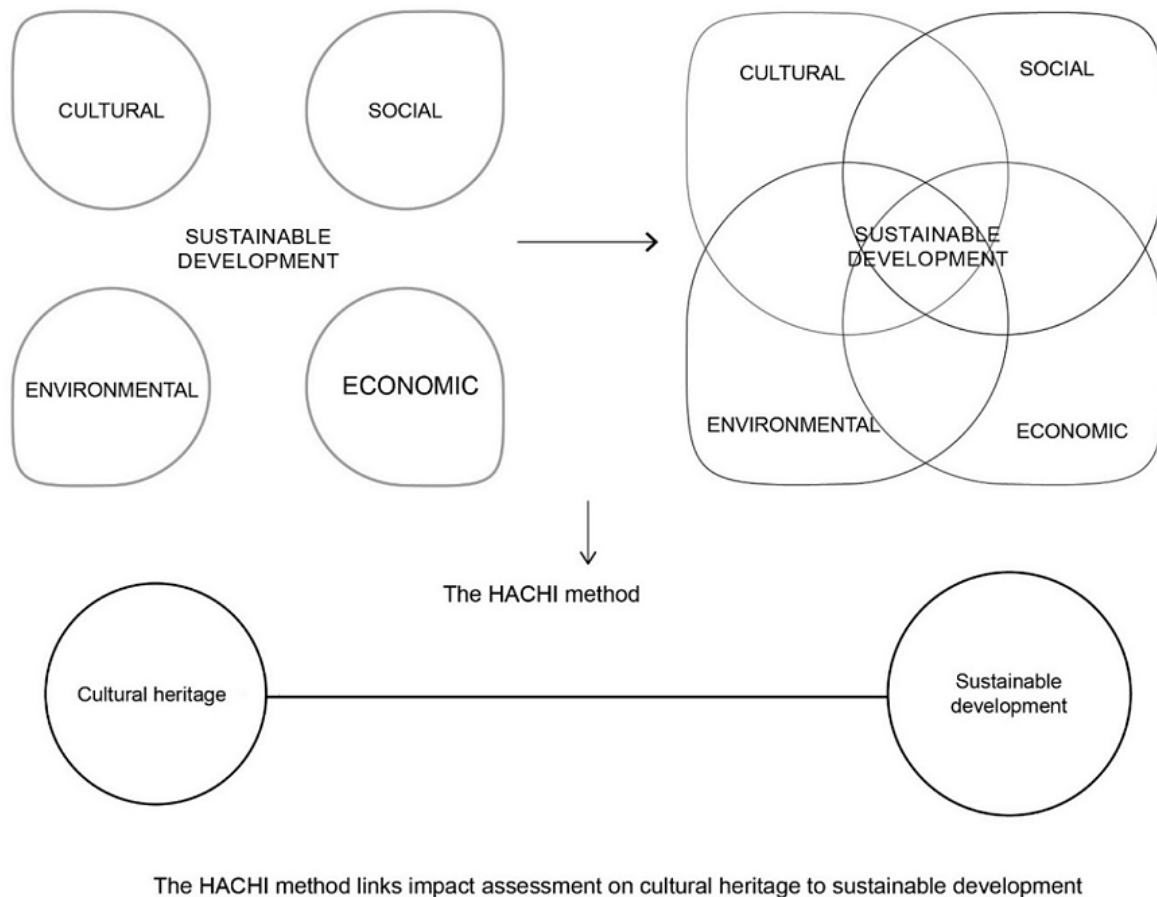 CULTURAL
SOCIAL
SUSTAINABLE
DEVELOPMENT
ENVIRONMENTAL
ECONOMIC
CULTURAL
SOCIAL
SUSTAINABLE
DEVELOPMENT
ENVIRONMENTAL
ECONOMIC
The HACHI method
Cultural heritage
Sustainable
development
The HACHI method links impact assessment on cultural heritage to sustainable development